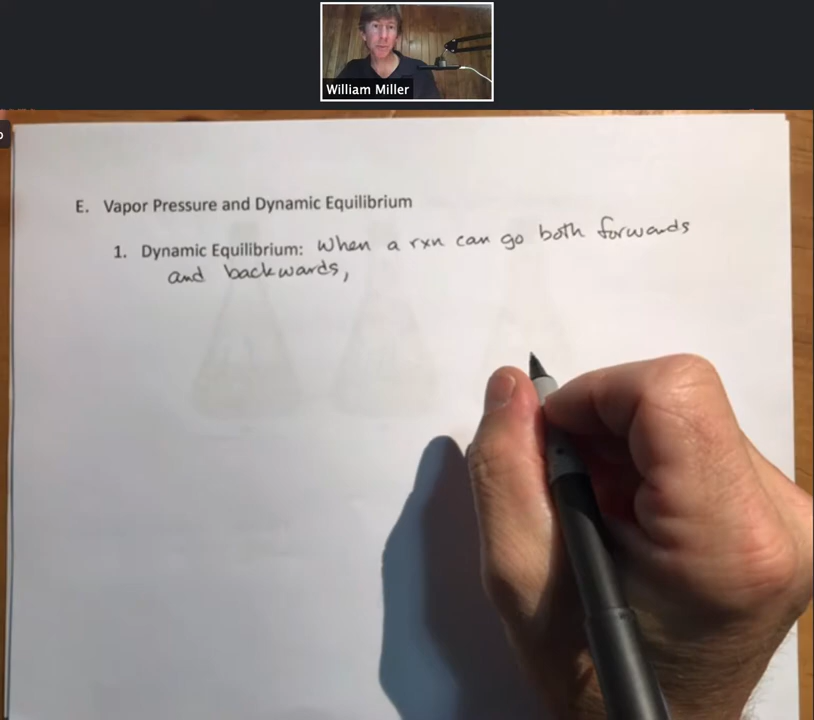 William Miller
E. Vapor Pressure and Dynamic Equilibrium
1. Dynamic Equilibrium: When a rxn can go both forwards
and backwards,